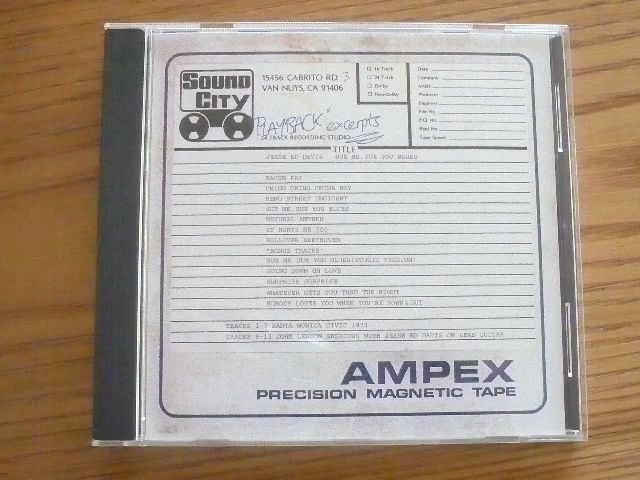 SOUND CITY
15456 CABRITO RD. 3
VAN NUYS, CA 91406
16 Track
24 Track
Dolby
Non-Dolby
Date
Company
Artist
Producer
Engineer
File No.
P.O. No.
Reel No.
Tape Speed
"PLAYBACK" excerpts
24 TRACK RECORDING STUDIO
TITLE
JESSE ED DAVIS SUE ME, SUE YOU BLUES
BACON FAT
CHING CHING CHINA BOY
RENO STREET INCIDENT
SUE ME, SUE YOU BLUES
NATURAL ANTHEM
IT HURTS ME TOO
ROLLOVER BEETHOVEN
"BONUS TRACKS"
SUE ME, SUE YOU BLUES(STUDIO VERSION)
GOING DOWN ON LOVE
SURPRISE SURPRISE
WHATEVER GETS YOU THRU THE NIGHT
NOBODY LOVES YOU WHEN YOU'RE DOWN & OUT
TRACKS 1-7 SANTA MONICA CIVIC 1973
TRACKS 9-12 JOHN LENNON SESSIONS WITH JESSE ED DAVIS ON LEAD GUITAR
AMPEX
PRECISION MAGNETIC TAPE